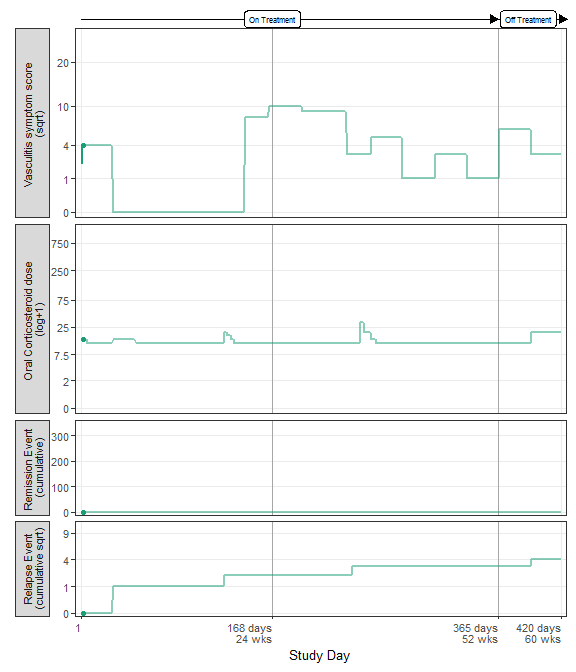 On Treatment
Off Treatment
Vasculitis symptom score
(sqrt)
20
10
4
1
0
Oral Corticosteroid dose
(log+1)
750
250
75
25
7.5
2
0
Remission Event
(cumulative)
300
200
100
0
Relapse Event
(cumulative sqrt)
9
4
1
0
1
168 days
24 wks
365 days
52 wks
420 days
60 wks
Study Day